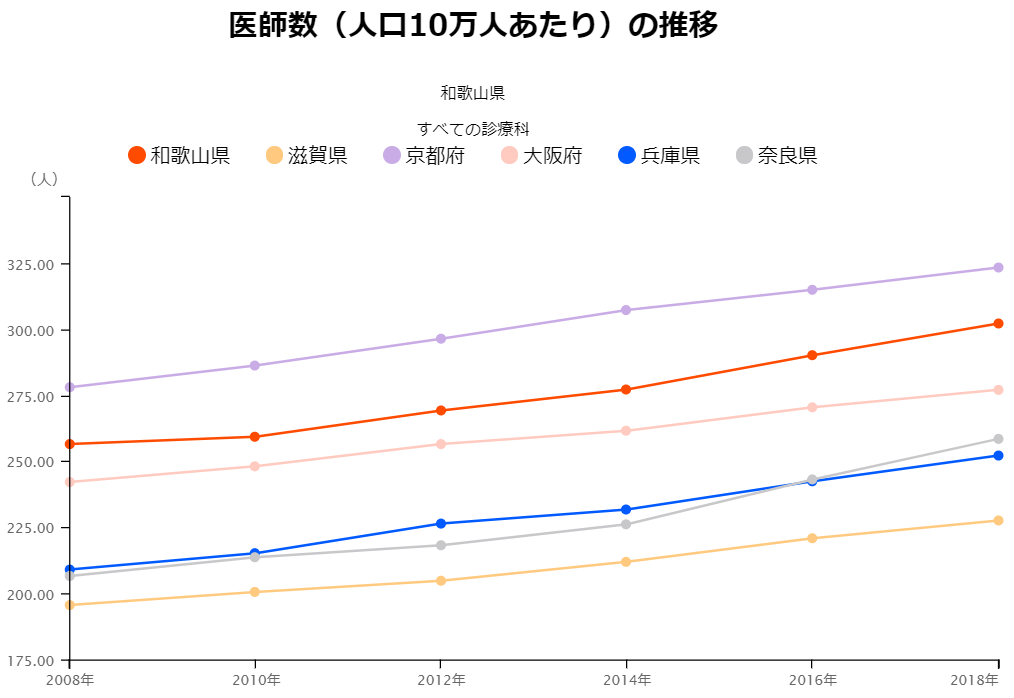 医師数（人口10万人あたり）の推移
和歌山県
すべての診療科
和歌山県 滋賀県 京都府 大阪府 兵庫県 奈良県
（人）
325.00
300.00
275.00
250.00
225.00
200.00
175.00
2008年 2010年 2012年 2014年 2016年 2018年